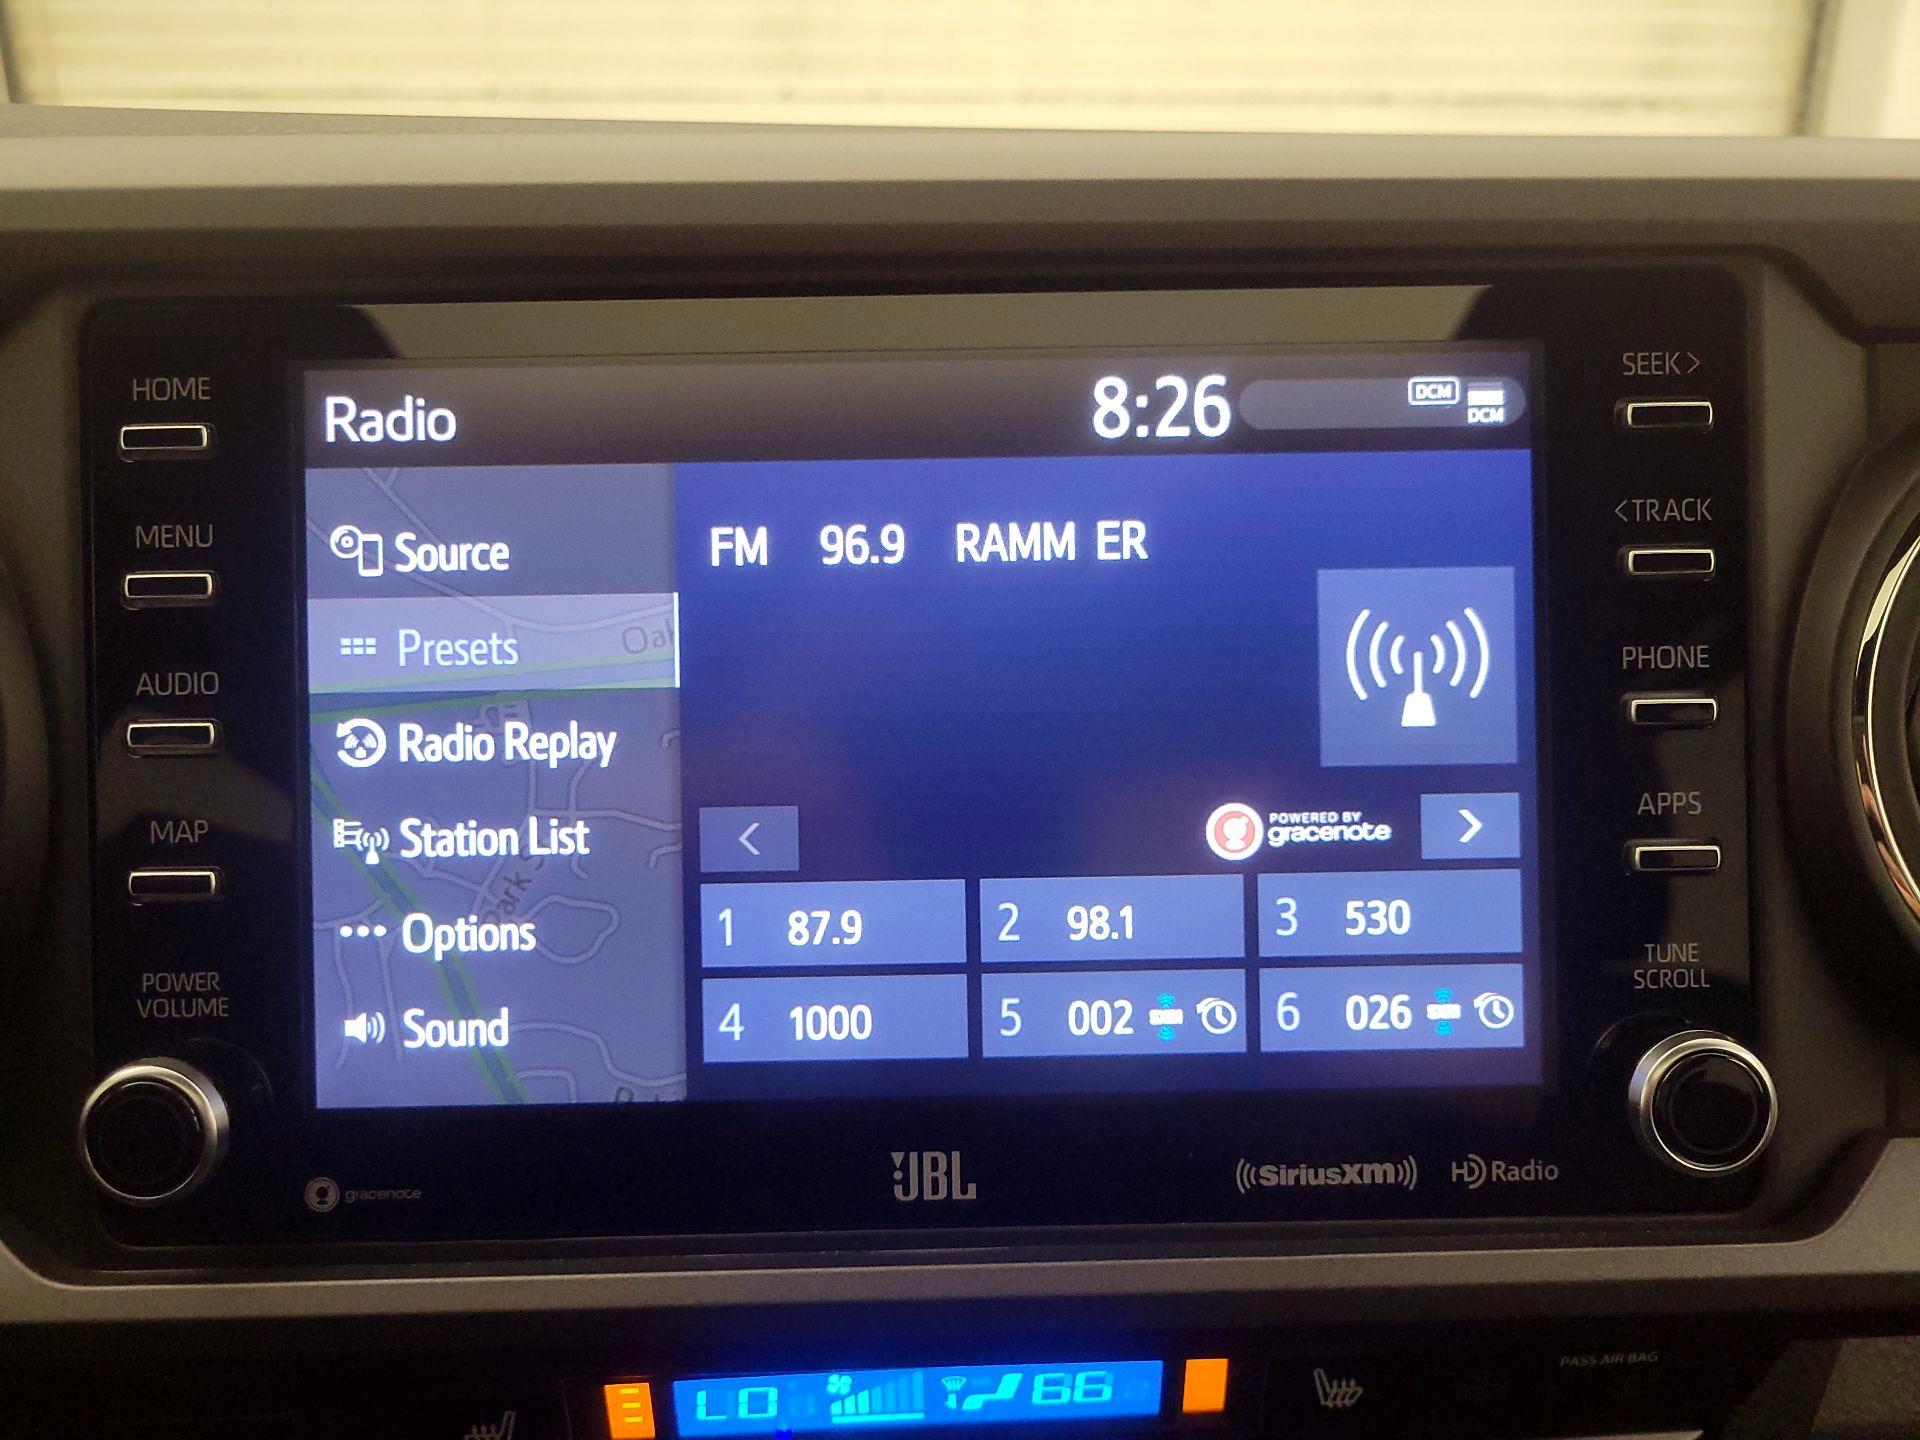 HOME
MENU
AUDIO
MAP
POWER
VOLUME
Radio
8:26
DCM
DCM
Source
Presets
Oak
Radio Replay
Station List
Park S
Options
Sound
FM 96.9 RAMM ER
<
POWERED BY
gracenote
>
1 87.9
2 98.1
3 530
4 1000
5 002
6 026
SEEK>
<TRACK
PHONE
APPS
TUNE
SCROLL
gracenote
JBL
SiriusXM
HD Radio
LO
66
PASS AIR BAG